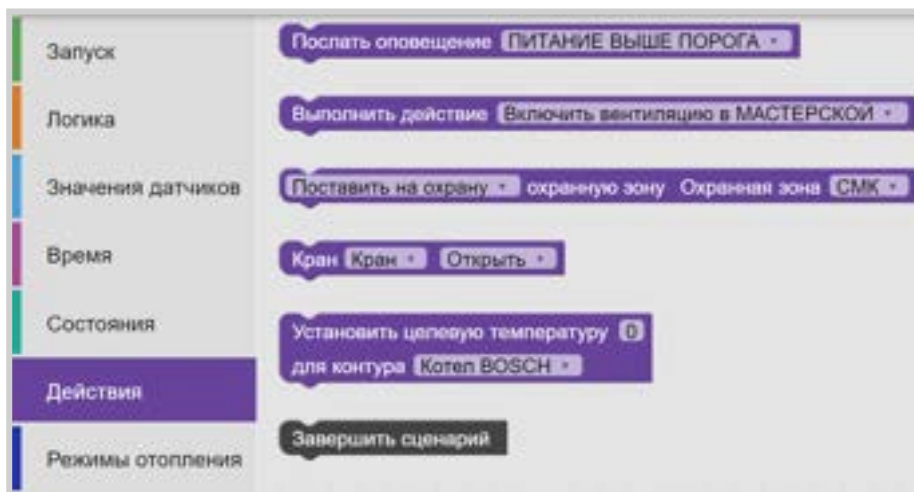 Запуск
Логика
Значения датчиков
Время
Состояния
Действия
Режимы отопления
Послать оповещение ПИТАНИЕ ВЫШЕ ПОРОГА
Выполнить действие Включить вентиляцию в МАСТЕРСКОЙ
Поставить на охрану охранную зону Охранная зона СМК
Кран Кран Открыть
Установить целевую температуру 0
для контура Котел BOSCH
Завершить сценарий